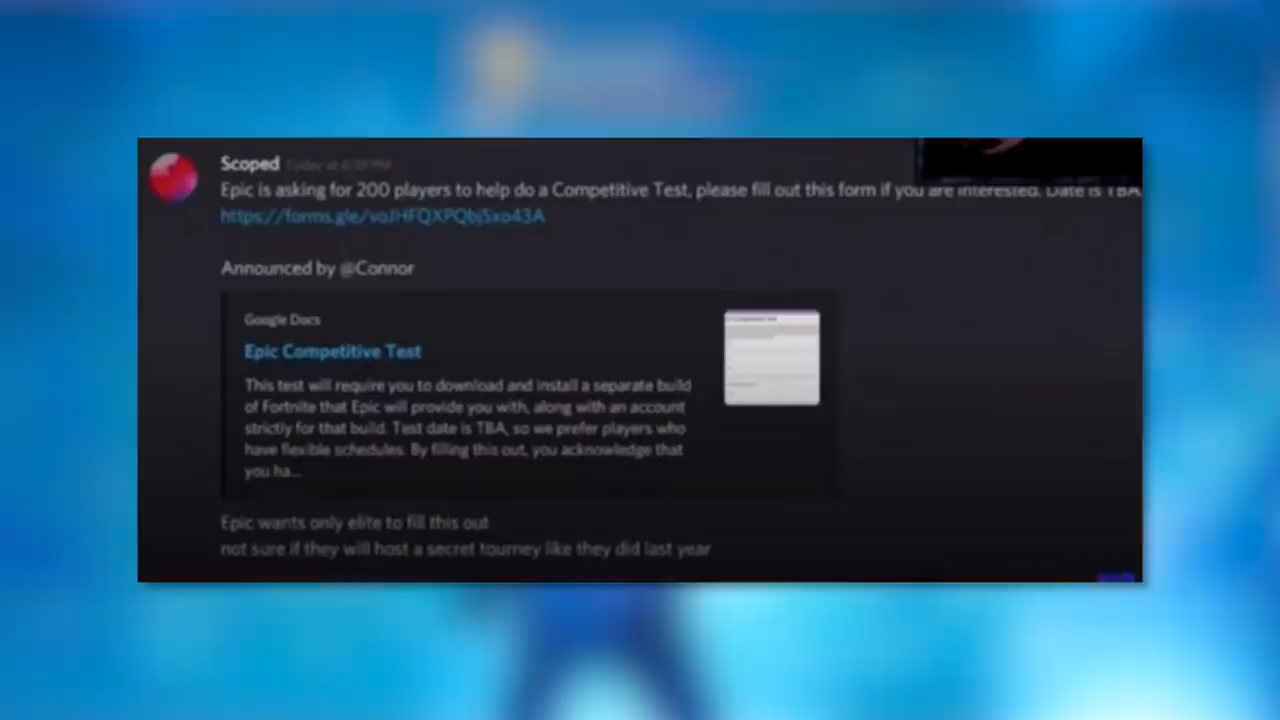 Scoped Today at
Epic is asking for 200 players to help do a Competitive Test, please fill out this form if you are interested. Date is TBA
Announced by @Connor
Google Docs
Epic Competitive Test
This test will require you to download and install a separate build
of Fortnite that Epic will provide you with, along with an account
strictly for that build. Test date is TBA, so we prefer players who
have flexible schedules. By filling this out, you acknowledge that
you ha...
Epic wants only elite to fill this out
not sure if they will host a secret tourney like they did last year